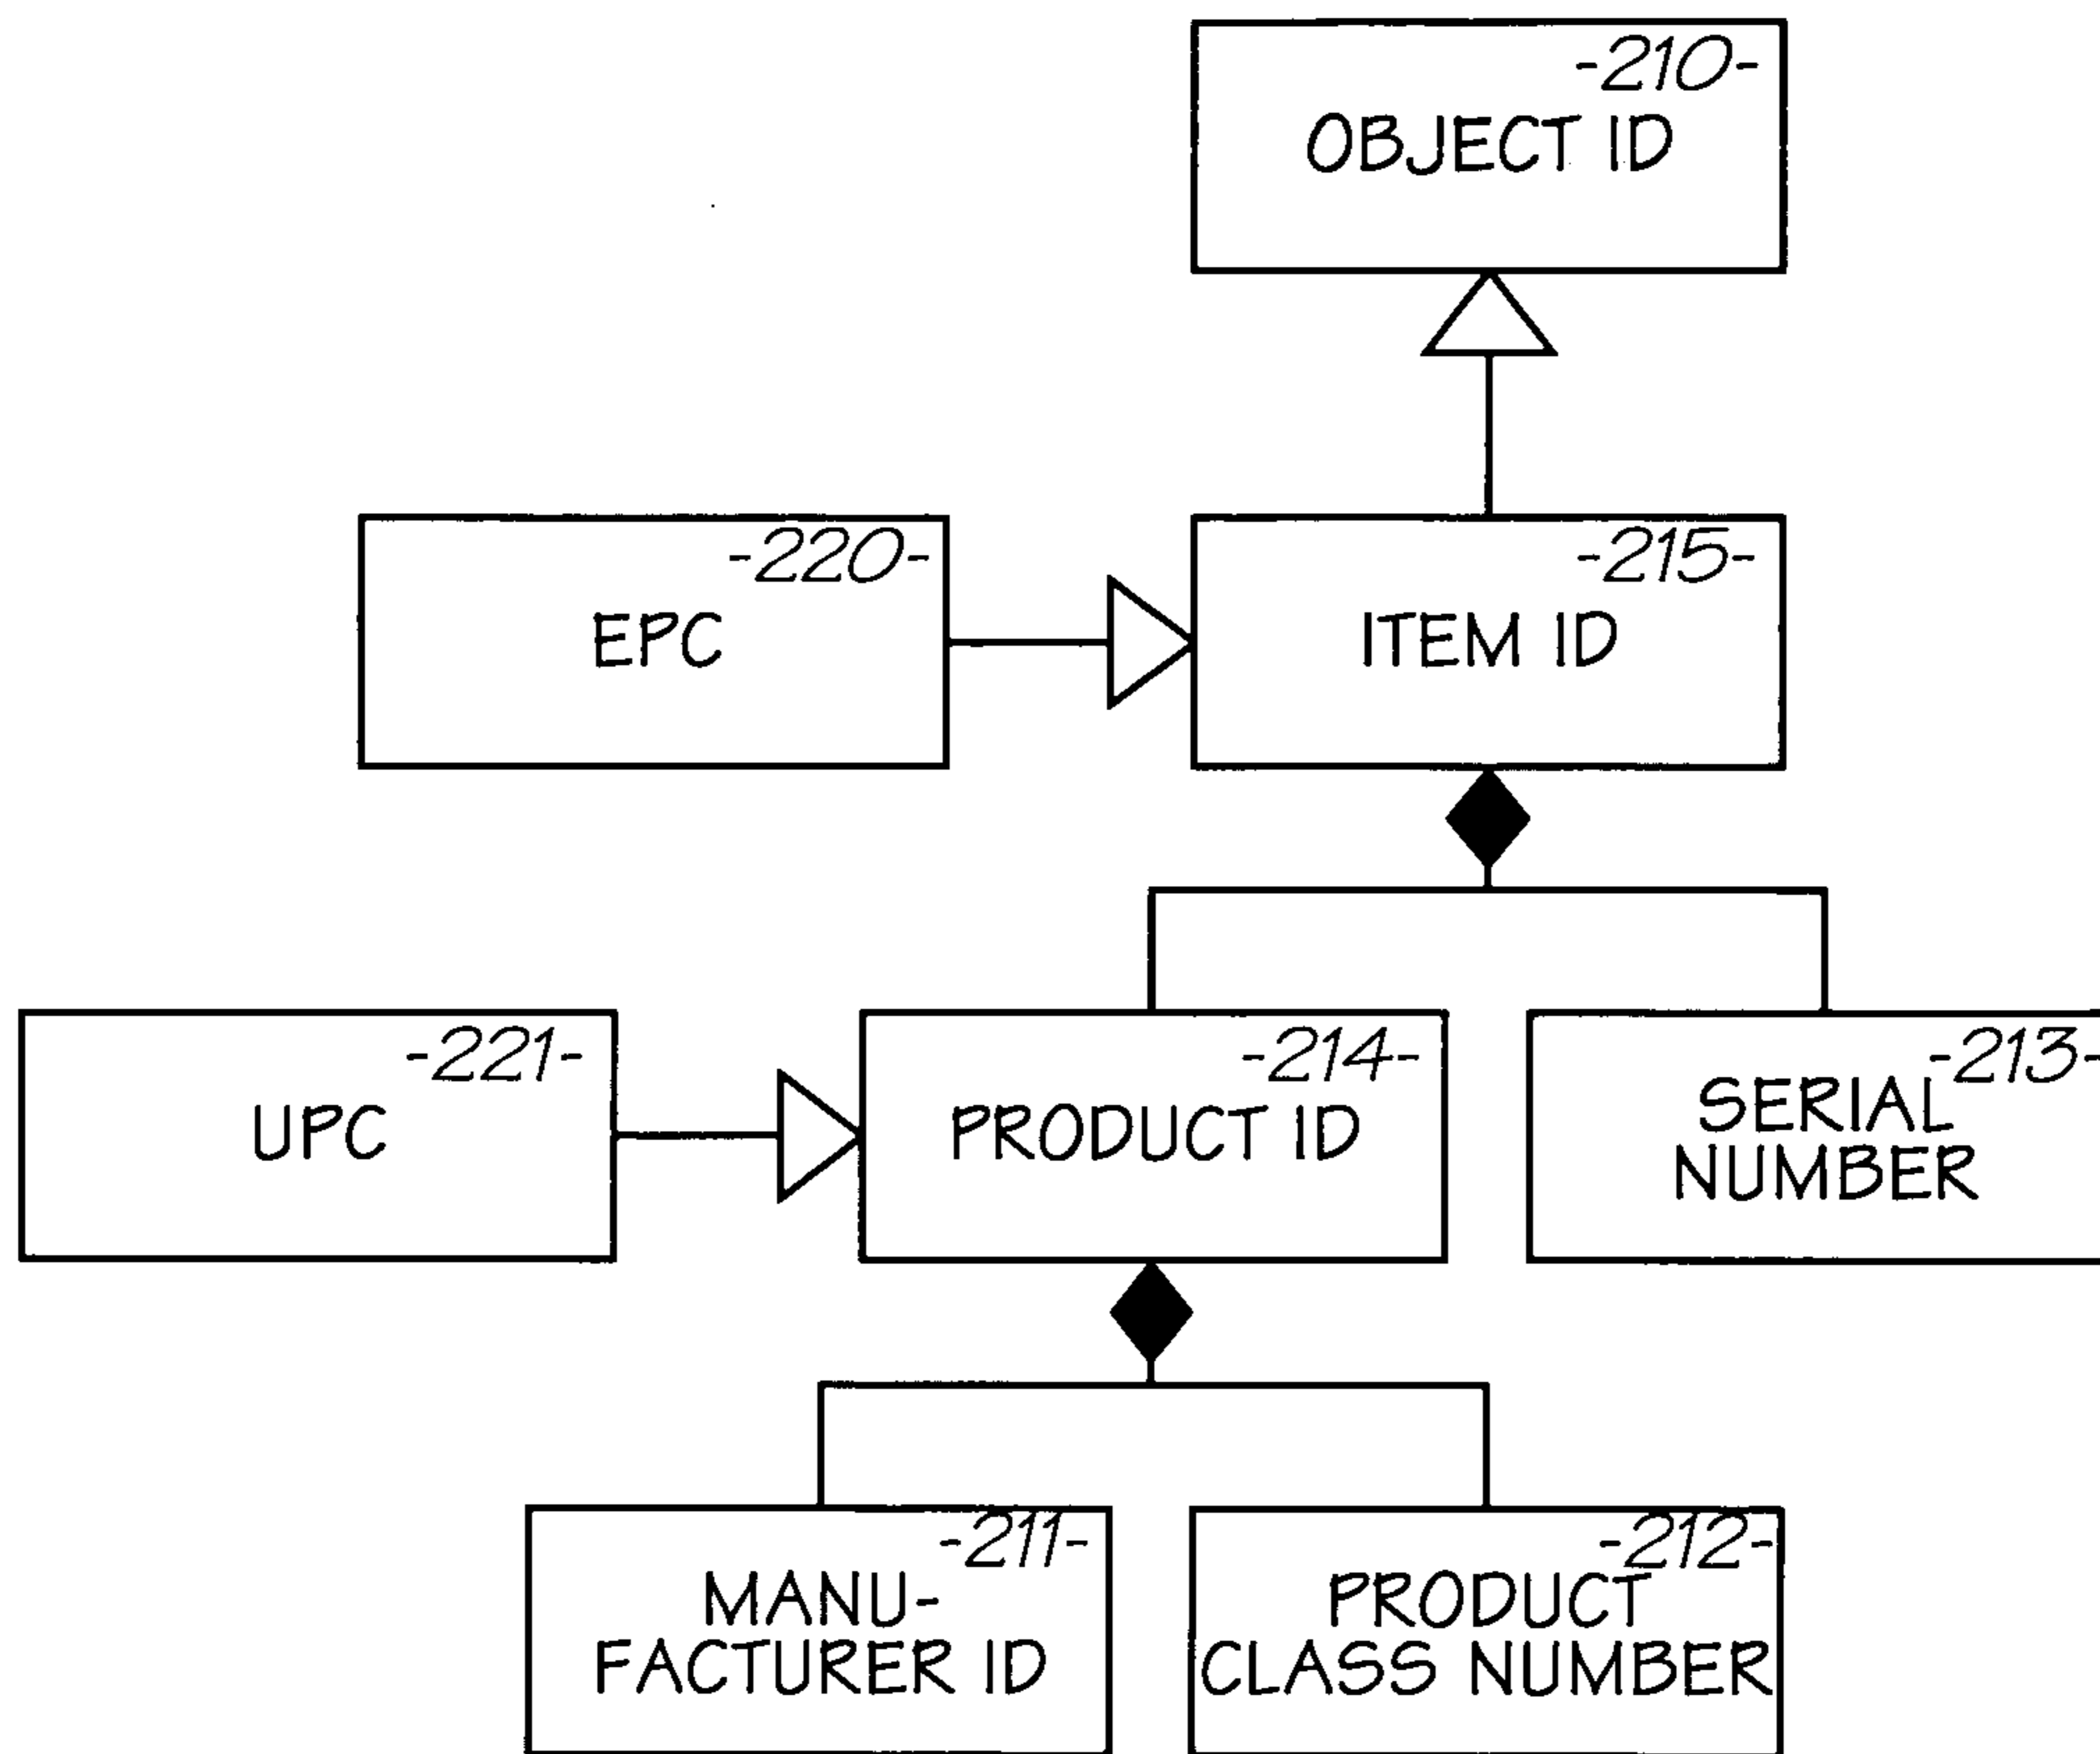 -210-
OBJECT ID
-220-
EPC
-215-
ITEM ID
-221-
UPC
-214-
PRODUCT ID
-213-
SERIAL
NUMBER
-211-
MANU-
FACTURER ID
-212-
PRODUCT
CLASS NUMBER